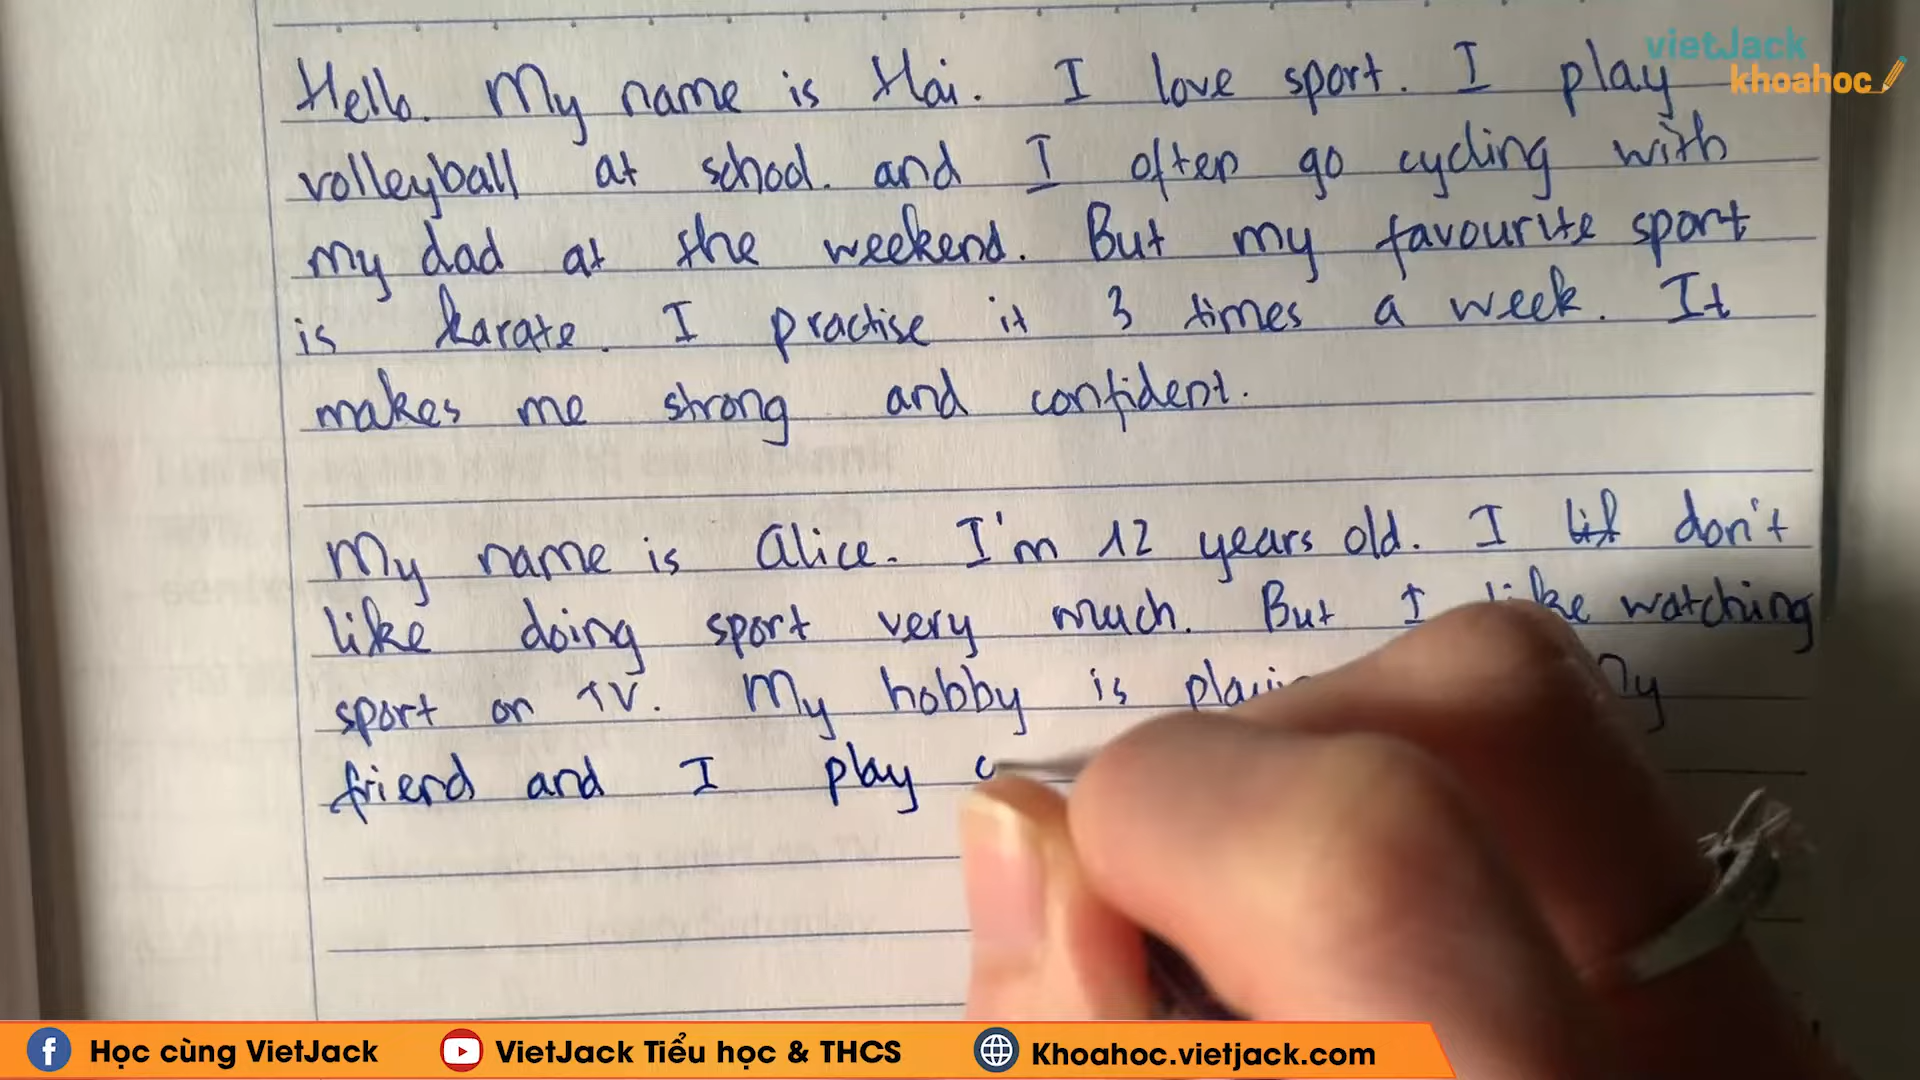 vietJack
khoahoc
Hello. My name is Hai. I love sport. I play
volleyball at school. and I often go cycling with
my dad at the weekend. But my favourite sport
is karate. I practise it 3 times a week. It
makes me strong and confident.
My name is Alice. I'm 12 years old. I don't
like doing sport very much. But I like watching
sport on TV. My hobby is My
friend and I play
Học cùng VietJack
VietJack Tiểu học & THCS
Khoahoc.vietjack.com